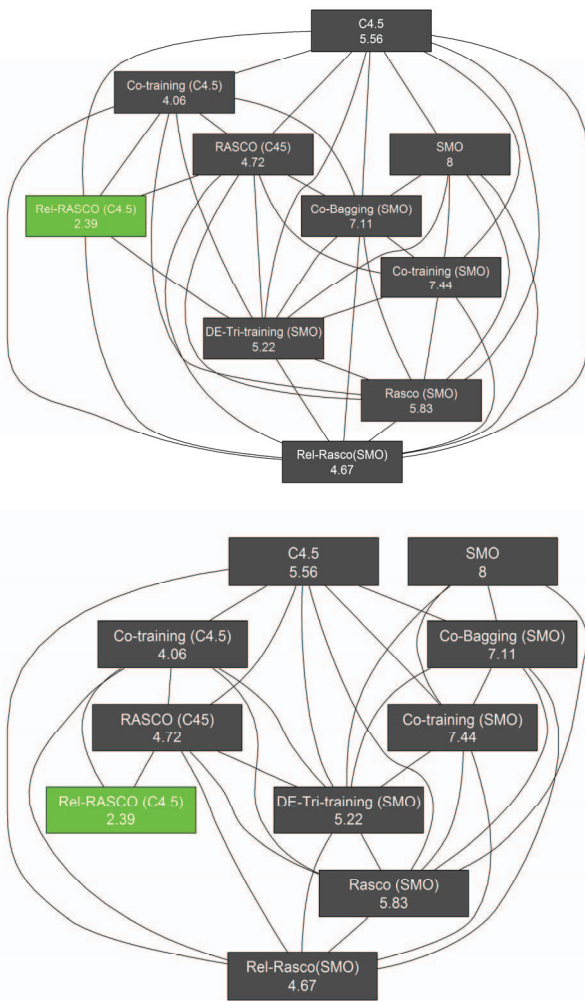 C4.5
5.56
Co-training (C4.5)
4.06
RASCO (C45)
4.72
SMO
8
Rel-RASCO (C4.5)
2.39
Co-Bagging (SMO)
7.11
Co-training (SMO)
7.44
DE-Tri-training (SMO)
5.22
Rasco (SMO)
5.83
Rel-Rasco(SMO)
4.67
C4.5
5.56
SMO
8
Co-training (C4.5)
4.06
Co-Bagging (SMO)
7.11
RASCO (C45)
4.72
Co-training (SMO)
7.44
Rel-RASCO (C4.5)
2.39
DE-Tri-training (SMO)
5.22
Rasco (SMO)
5.83
Rel-Rasco(SMO)
4.67